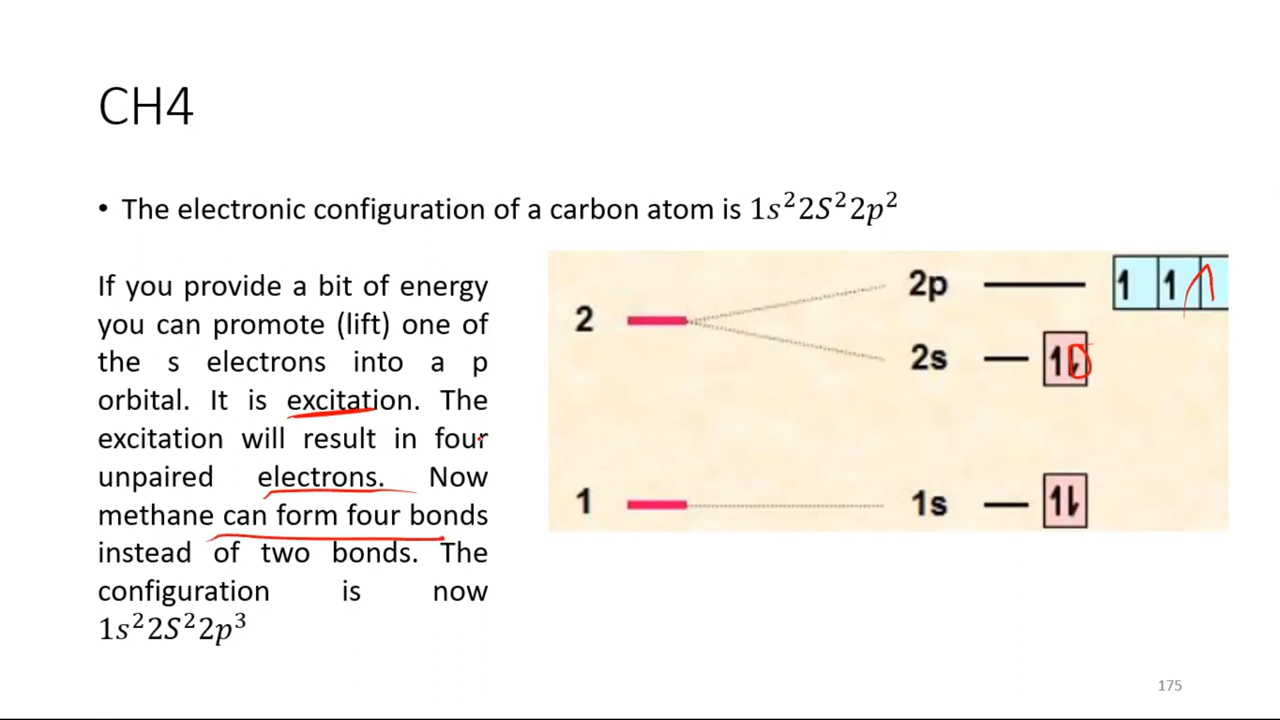 CH4
• The electronic configuration of a carbon atom is 1s²2S²2p²
If you provide a bit of energy
you can promote (lift) one of
the s electrons into a p
orbital. It is excitation. The
excitation will result in four
unpaired electrons. Now
methane can form four bonds
instead of two bonds. The
configuration is now
1s²2S²2p³
2
2p
1 1
2s
1
1s
175